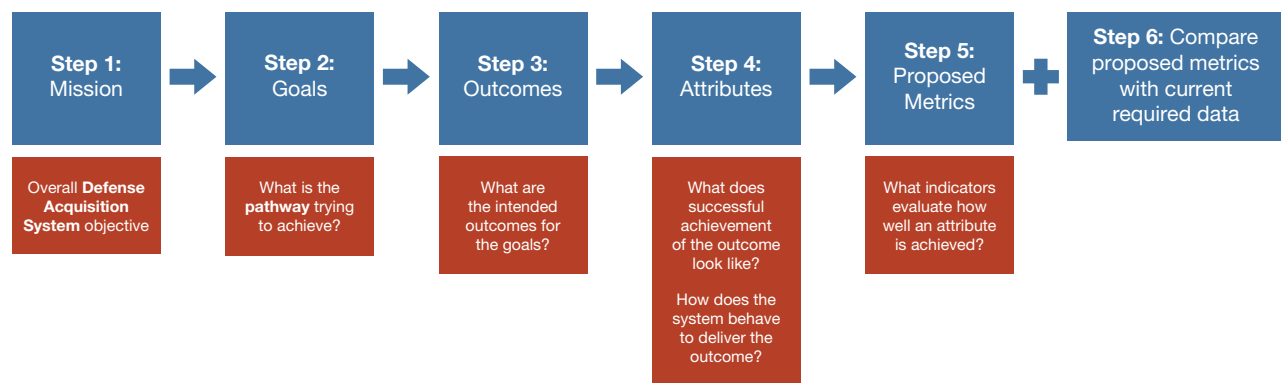 Step 1:
Mission
Step 2:
Goals
Step 3:
Outcomes
Step 4:
Attributes
Step 5:
Proposed
Metrics
Step 6: Compare
proposed metrics
with current
required data
Overall Defense
Acquisition
System objective
What is the
pathway trying
to achieve?
What are
the intended
outcomes for
the goals?
What does
successful
achievement
of the outcome
look like?
How does the
system behave
to deliver the
outcome?
What indicators
evaluate how
well an attribute
is achieved?